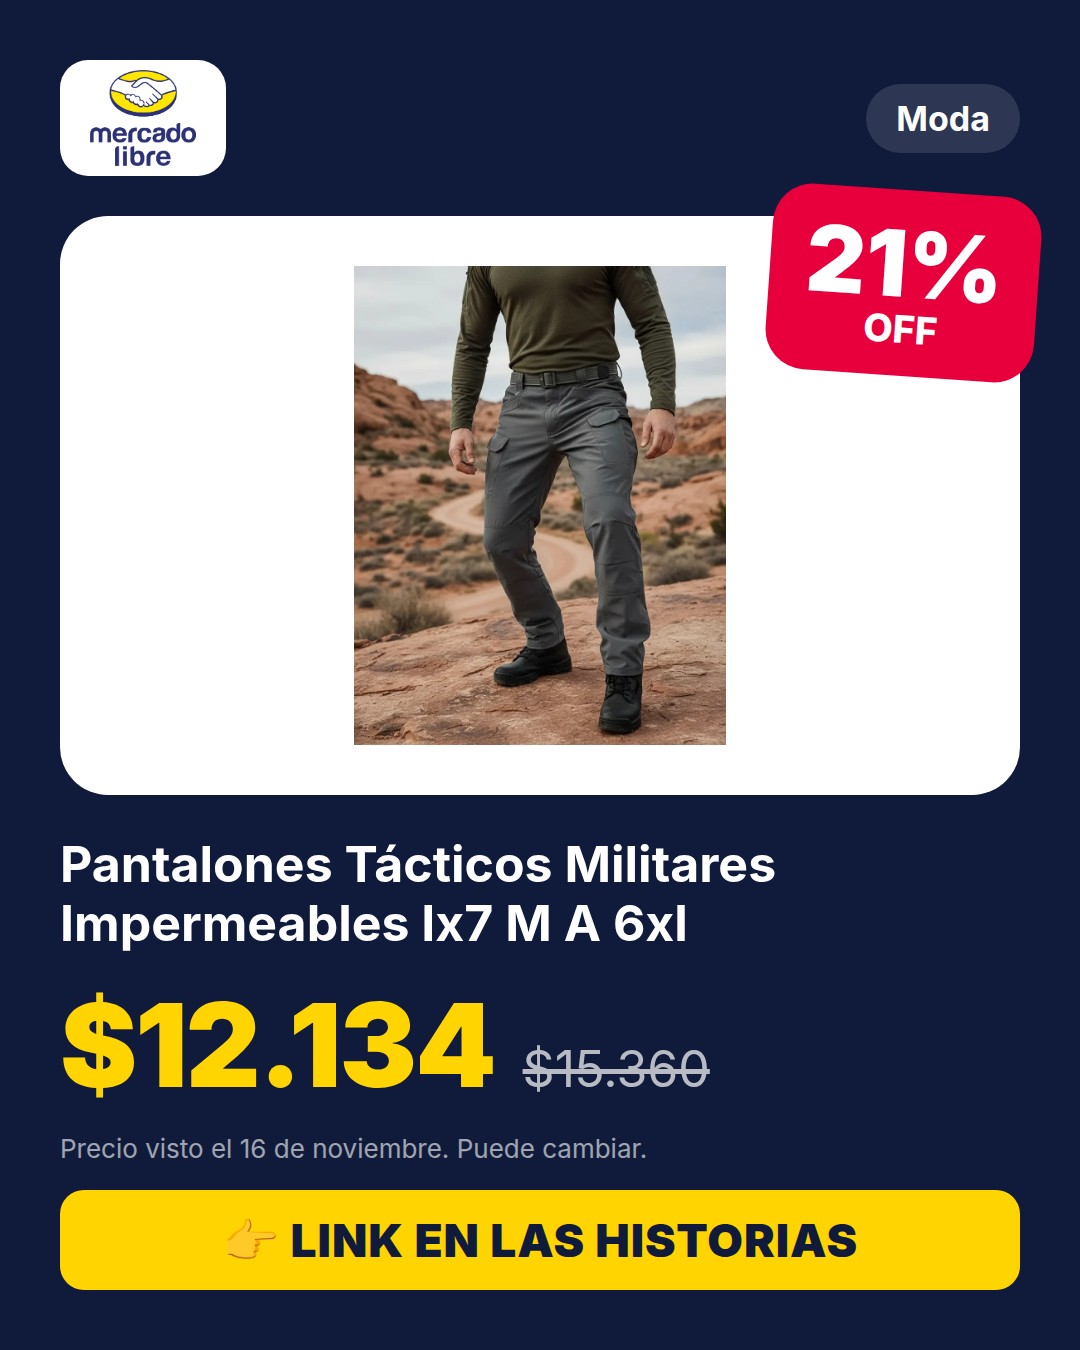 mercado
libre
Moda
21%
OFF
Pantalones Tácticos Militares
Impermeables Ix7 M A 6xl
$12.134 $15.360
Precio visto el 16 de noviembre. Puede cambiar.
👉 LINK EN LAS HISTORIAS